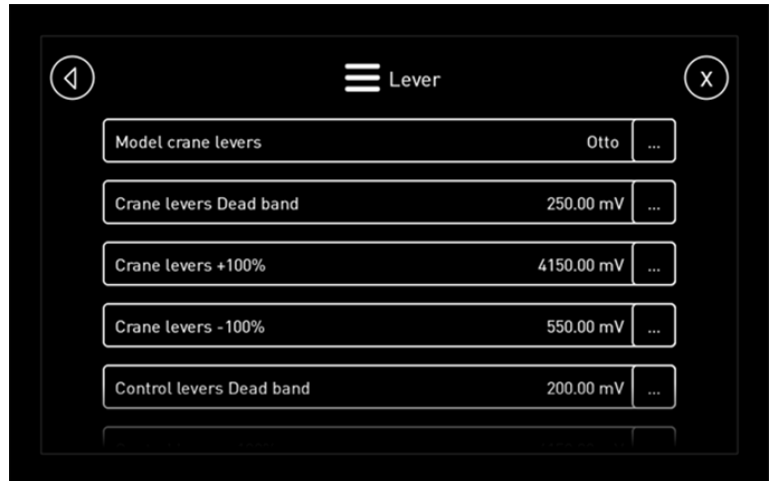 Lever
X
Model crane levers Otto ...
Crane levers Dead band 250.00 mV ...
Crane levers +100% 4150.00 mV ...
Crane levers -100% 550.00 mV ...
Control levers Dead band 200.00 mV ...